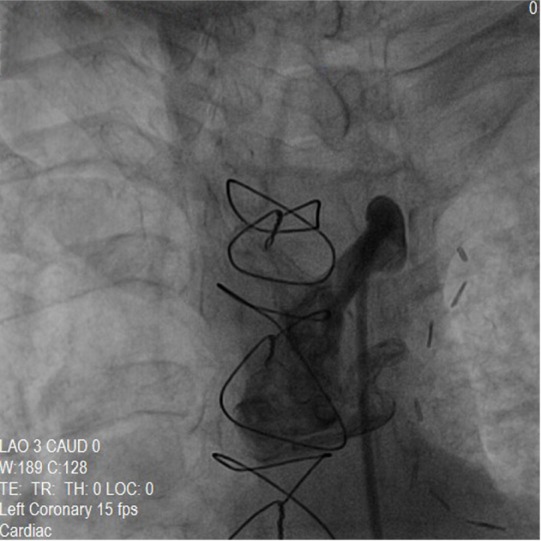 0
LAO 3 CAUD 0
W:189 C:128
TE: TR: TH: 0 LOC: 0
Left Coronary 15 fps
Cardiac